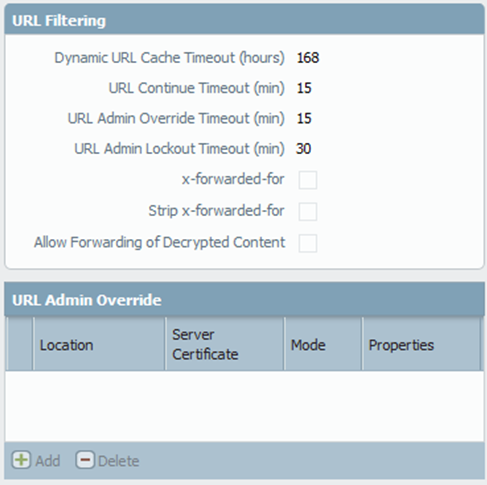 URL Filtering
Dynamic URL Cache Timeout (hours) 168
URL Continue Timeout (min) 15
URL Admin Override Timeout (min) 15
URL Admin Lockout Timeout (min) 30
x-forwarded-for
Strip x-forwarded-for
Allow Forwarding of Decrypted Content
URL Admin Override
Location Server Certificate Mode Properties
Add Delete